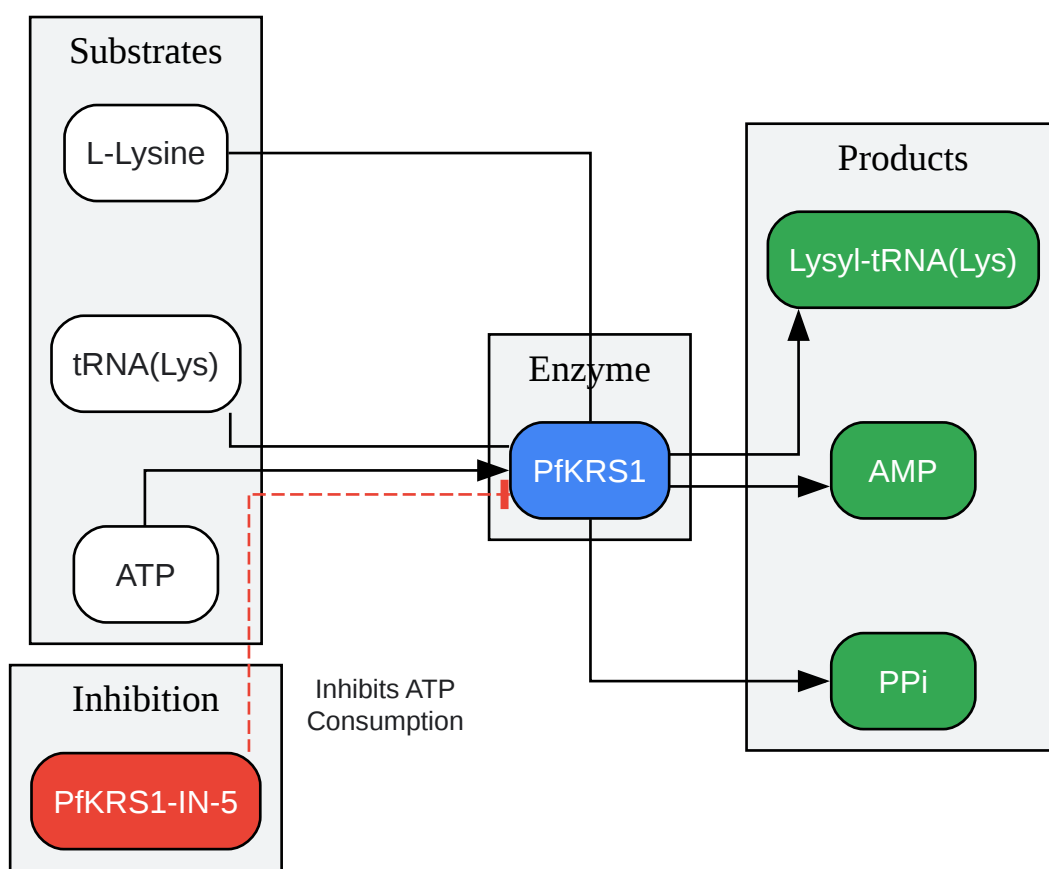 Substrates
L-Lysine
tRNA(Lys)
ATP
Inhibition
PfKRS1-IN-5
Inhibits ATP
Consumption
Enzyme
PfKRS1
Products
Lysyl-tRNA(Lys)
AMP
PPi